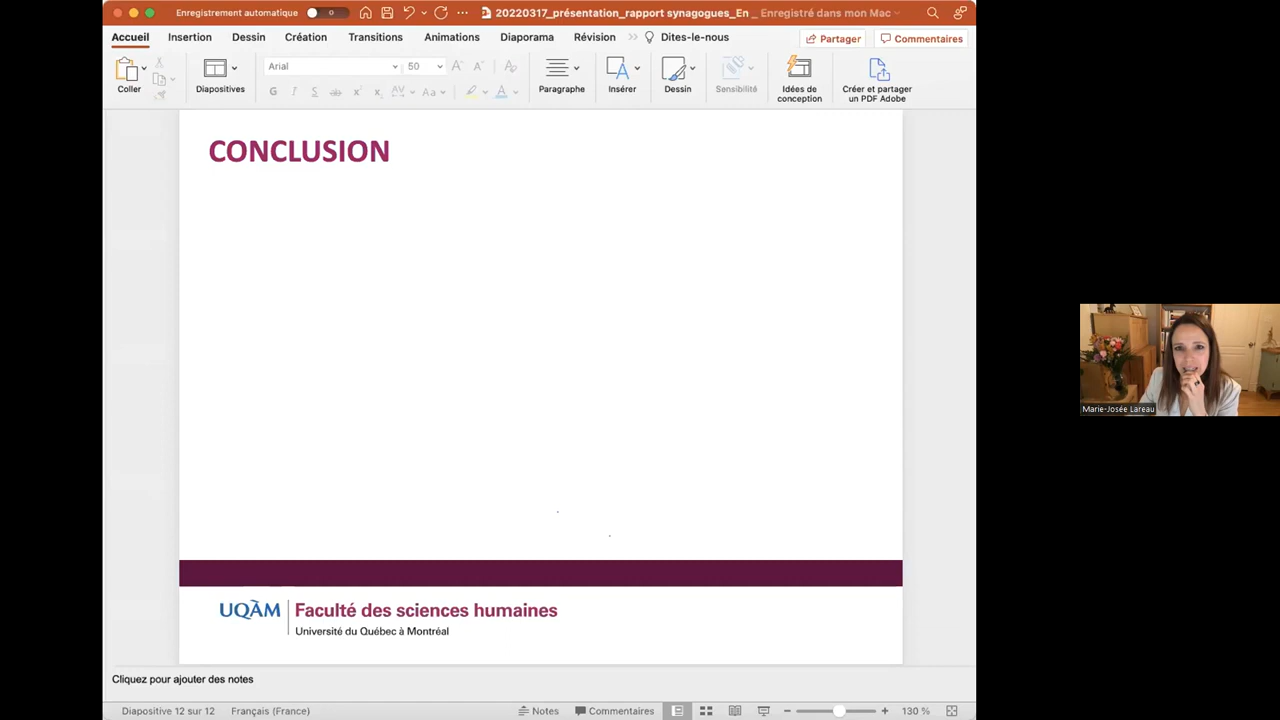 Enregistrement automatique
20220317_présentation_rapport synagogues_En _ Enregistré dans mon Mac
Accueil Insertion Dessin Création Transitions Animations Diaporama Révision >> Dites-le-nous Partager Commentaires
Coller
Diapositives
Arial 50
G I S ab x x AV Aa A
Paragraphe
Insérer
Dessin
Sensibilité
Idées de
conception
Créer et partager
un PDF Adobe
CONCLUSION
Marie-Josée Lareau
UQÀM
Faculté des sciences humaines
Université du Québec à Montréal
Cliquez pour ajouter des notes
Diapositive 12 sur 12 Français (France) Notes Commentaires 130 %